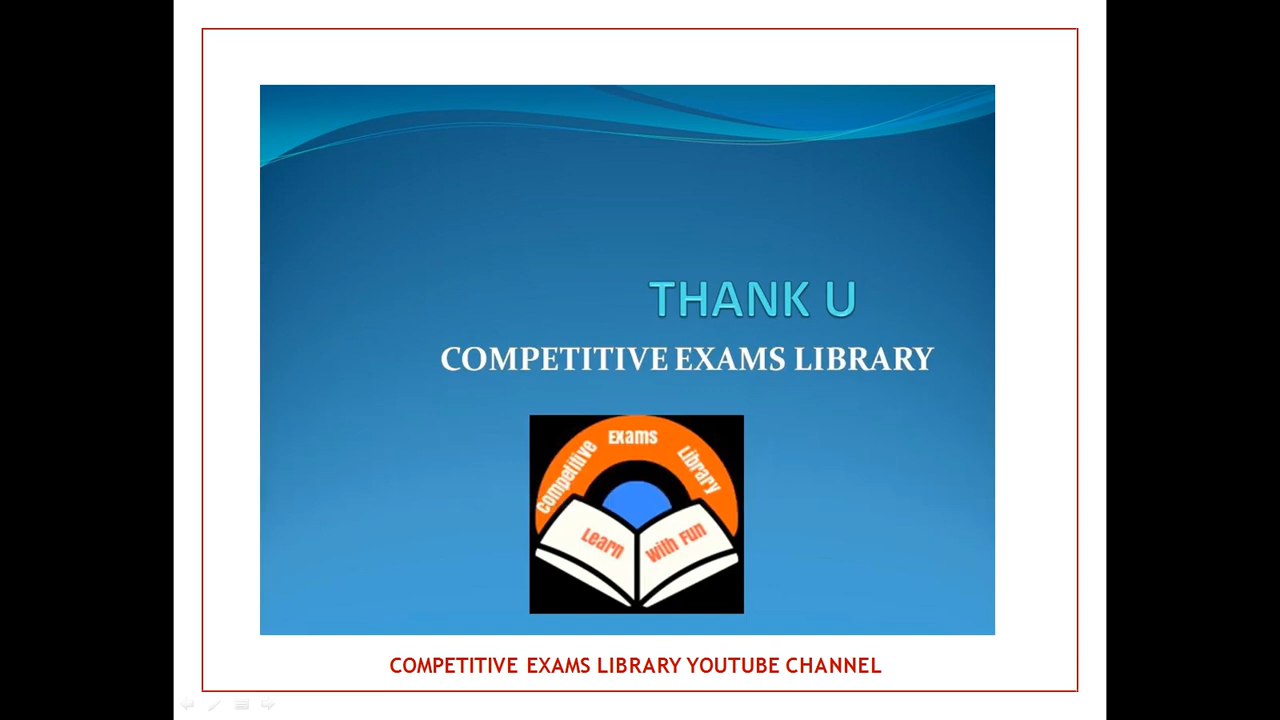 THANK U
COMPETITIVE EXAMS LIBRARY
Competitive Exams Library
Learn With Fun
COMPETITIVE EXAMS LIBRARY YOUTUBE CHANNEL